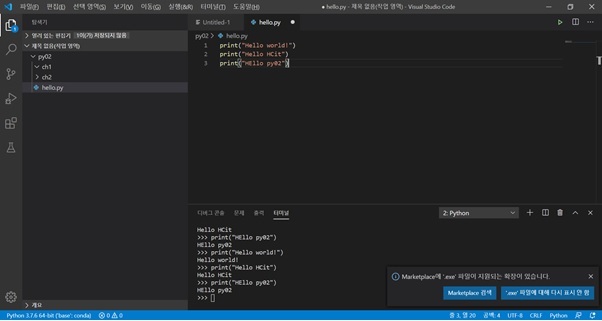 파일(F) 편집(E) 선택 영역(S) 보기(V) 이동(G) 실행(R) 터미널(T) 도움말(H)
● hello.py - 제목 없음(작업 영역) - Visual Studio Code
탐색기
열려 있는 편집기 1(이)가 저장되지 않음
제목 없음(작업 영역)
py02
ch1
ch2
hello.py
개요
Untitled-1
hello.py ●
py02 > hello.py
1 print("Hello world!")
2 print("Hello HCit")
3 print("HEllo py02")
디버그 콘솔 문제 출력 터미널
2: Python
Hello HCit
>>> print("HEllo py02")
HEllo py02
>>> print("Hello world!")
Hello world!
>>> print("Hello HCit")
Hello HCit
>>> print("HEllo py02")
HEllo py02
>>>
Marketplace에 '.exe' 파일이 지원되는 확장이 있습니다.
Marketplace 검색
'.exe' 파일에 대해 다시 표시 안 함
Python 3.7.6 64-bit ('base': conda)
0 0
줄 3, 열 20 공백: 4 UTF-8 CRLF Python